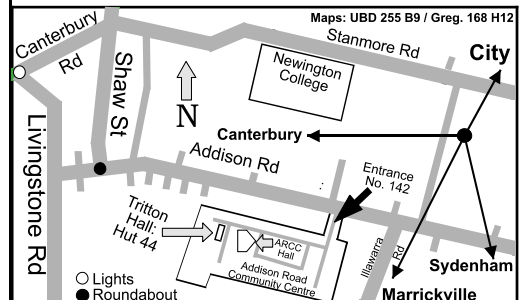 Maps: UBD 255 B9 / Greg. 168 H12
Canterbury
Rd
Stanmore Rd
City
Shaw St
Newington
College
N
Canterbury
Addison Rd
Entrance
No. 142
Livingstone Rd
Tritton
Hall:
Hut 44
ARCC
Hall
Illawarra
Rd
Addison Road
Community Centre
Sydenham
Lights
Roundabout
Marrickville